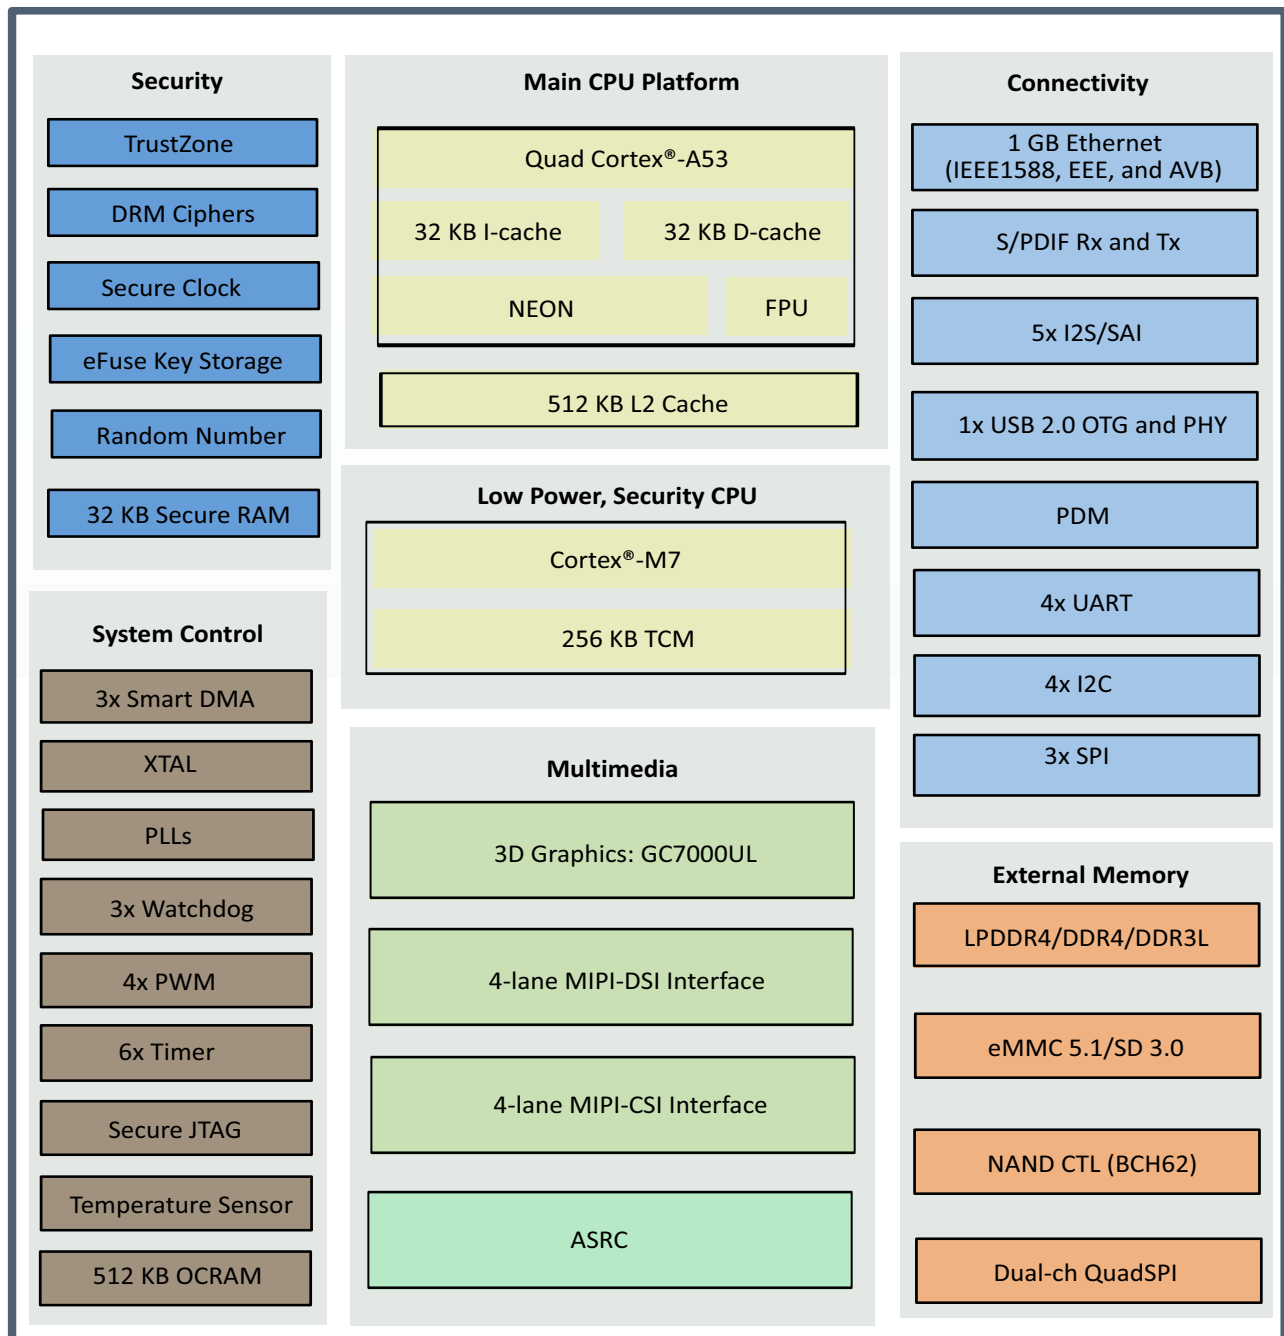 Security
TrustZone
DRM Ciphers
Secure Clock
eFuse Key Storage
Random Number
32 KB Secure RAM
System Control
3x Smart DMA
XTAL
PLLs
3x Watchdog
4x PWM
6x Timer
Secure JTAG
Temperature Sensor
512 KB OCRAM
Main CPU Platform
Quad Cortex®-A53
32 KB I-cache
32 KB D-cache
NEON
FPU
512 KB L2 Cache
Low Power, Security CPU
Cortex®-M7
256 KB TCM
Multimedia
3D Graphics: GC7000UL
4-lane MIPI-DSI Interface
4-lane MIPI-CSI Interface
ASRC
Connectivity
1 GB Ethernet
(IEEE1588, EEE, and AVB)
S/PDIF Rx and Tx
5x I2S/SAI
1x USB 2.0 OTG and PHY
PDM
4x UART
4x I2C
3x SPI
External Memory
LPDDR4/DDR4/DDR3L
eMMC 5.1/SD 3.0
NAND CTL (BCH62)
Dual-ch QuadSPI